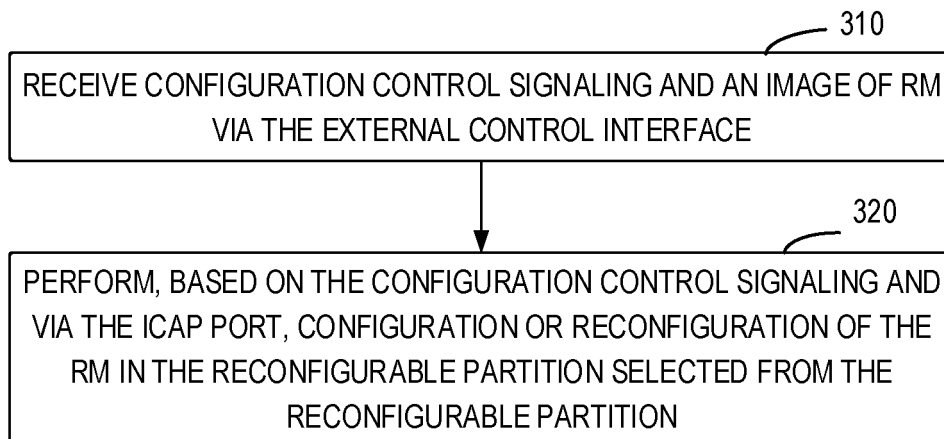 310
RECEIVE CONFIGURATION CONTROL SIGNALING AND AN IMAGE OF RM
VIA THE EXTERNAL CONTROL INTERFACE
320
PERFORM, BASED ON THE CONFIGURATION CONTROL SIGNALING AND
VIA THE ICAP PORT, CONFIGURATION OR RECONFIGURATION OF THE
RM IN THE RECONFIGURABLE PARTITION SELECTED FROM THE
RECONFIGURABLE PARTITION